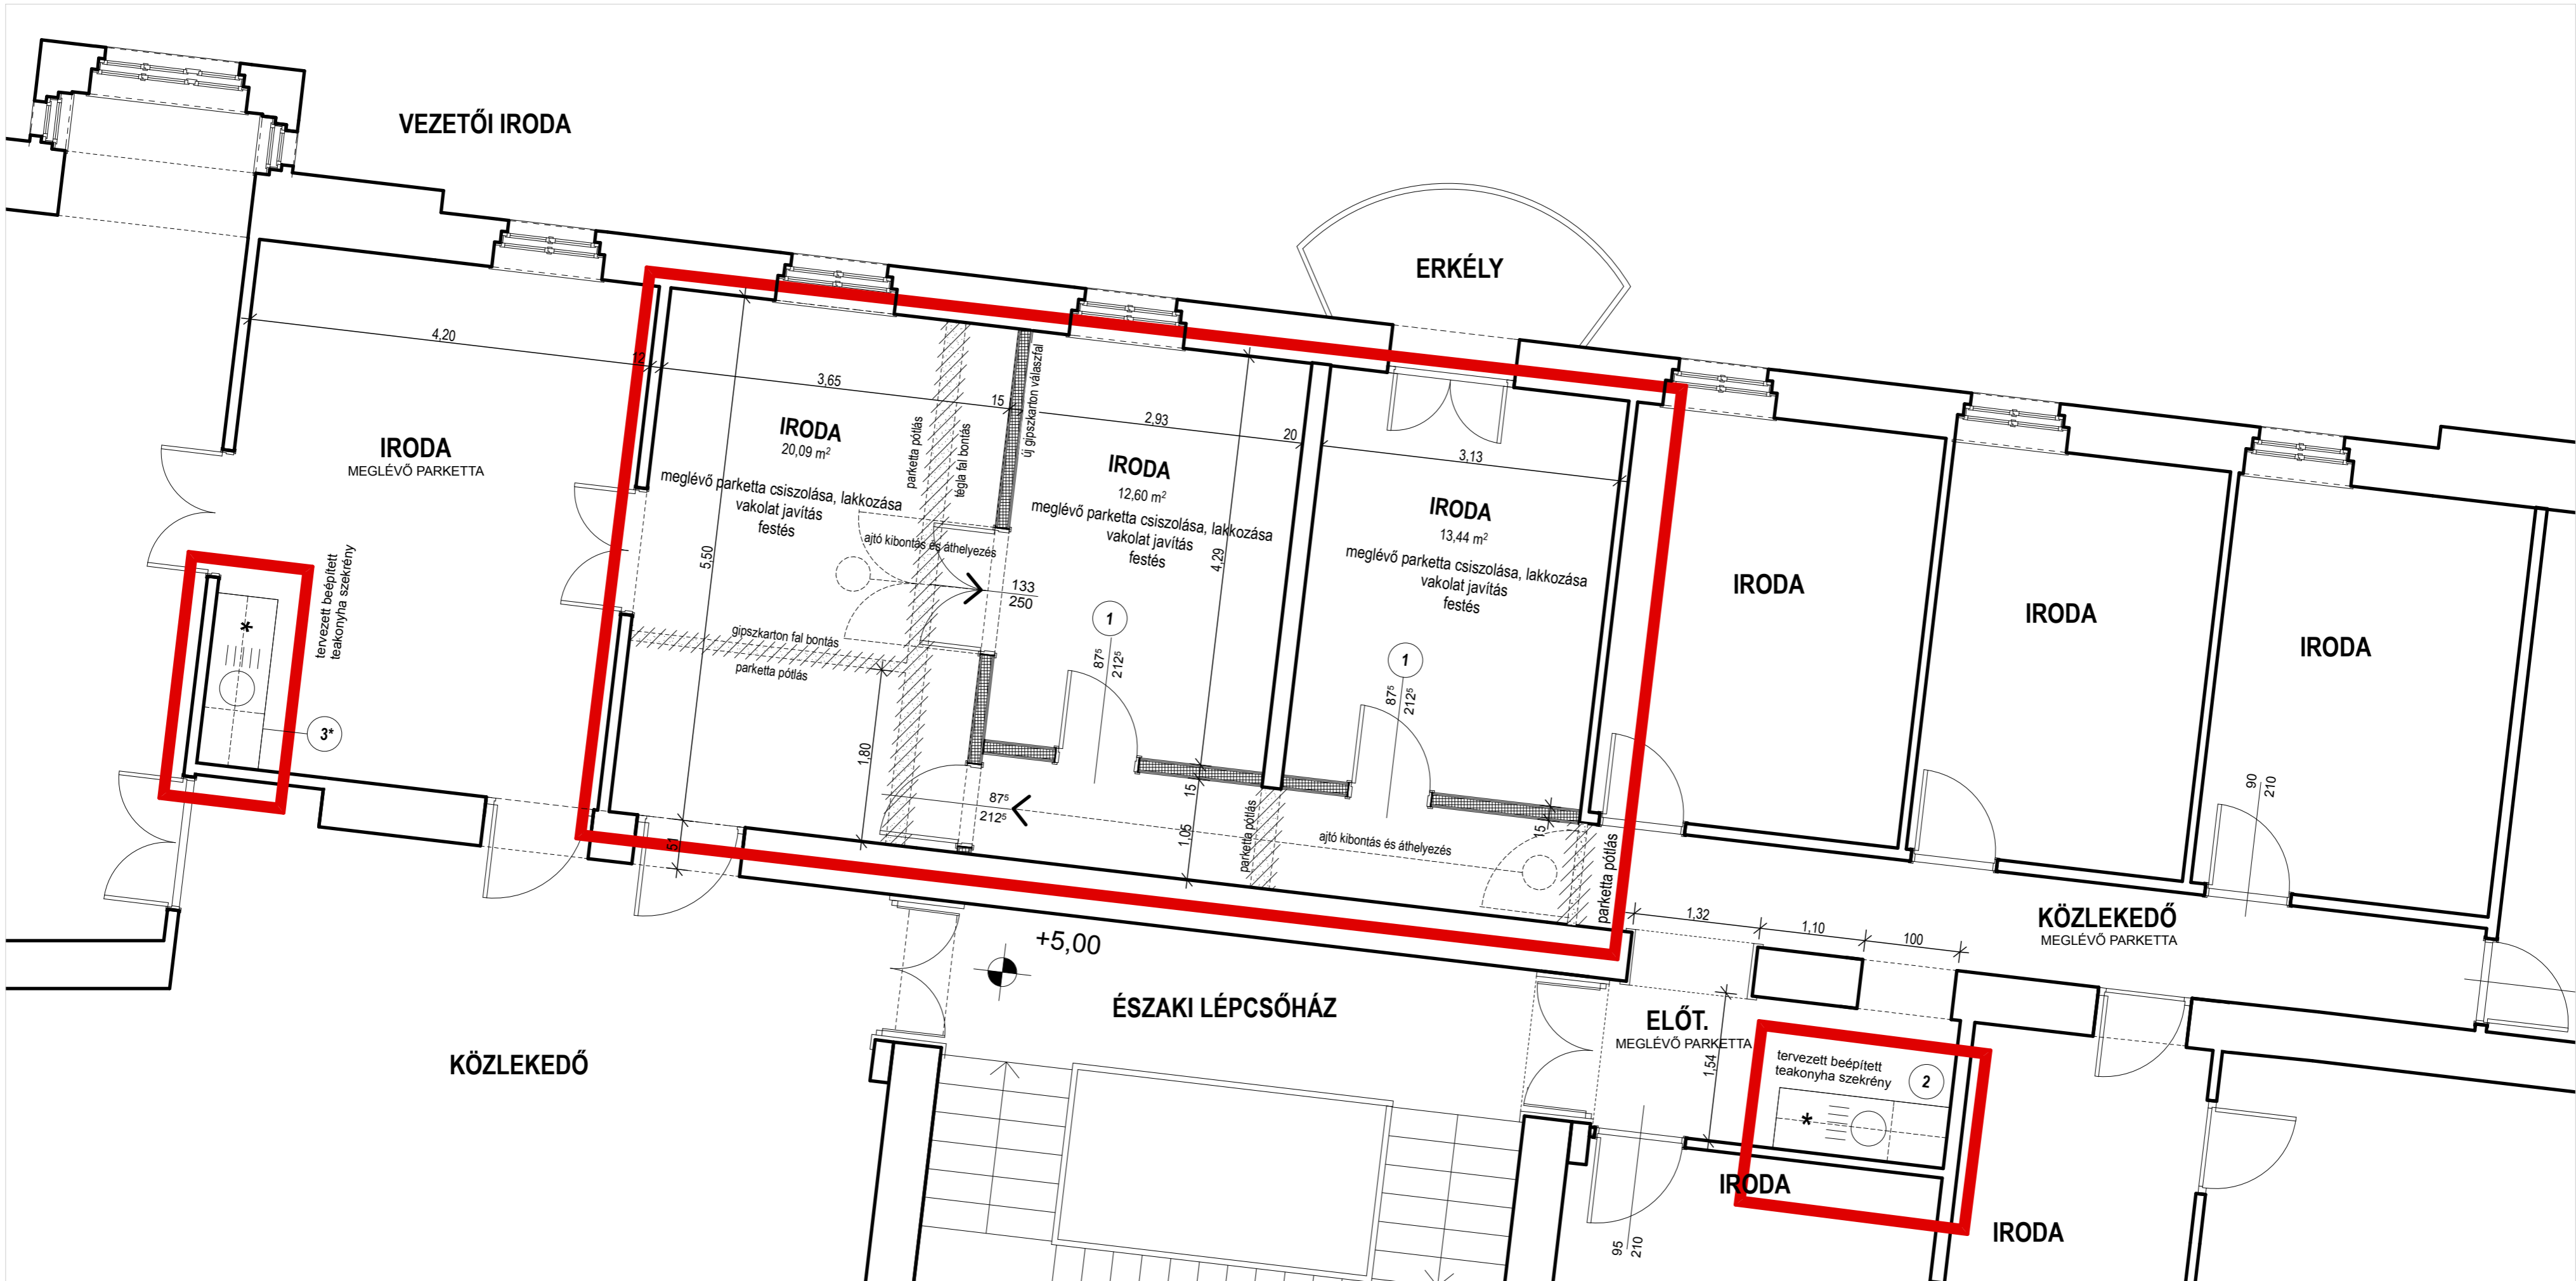 VEZETŐI IRODA
ERKÉLY
4,20
12
3,65
15
2,93
20
3,13
IRODA
MEGLÉVŐ PARKETTA
IRODA
20,09 m²
meglévő parketta csiszolása, lakkozása
vakolat javítás
festés
parketta pótlás
tégla fal bontás
új gipszkarton válaszfal
IRODA
12,60 m²
meglévő parketta csiszolása, lakkozása
vakolat javítás
festés
IRODA
13,44 m²
meglévő parketta csiszolása, lakkozása
vakolat javítás
festés
IRODA
IRODA
IRODA
ajtó kibontás és áthelyezés
133
250
5,50
4,29
1
87⁵
212⁵
1
87⁵
212⁵
tervezett beépített
teakonyha szekrény
*
3*
gipszkarton fal bontás
parketta pótlás
1,80
87⁵
212⁵
15
1,05
51
parketta pótlás
ajtó kibontás és áthelyezés
15
parketta pótlás
90
210
1,32
1,10
100
KÖZLEKEDŐ
MEGLÉVŐ PARKETTA
+5,00
ÉSZAKI LÉPCSŐHÁZ
ELŐT.
MEGLÉVŐ PARKETTA
1,54
tervezett beépített
teakonyha szekrény
2
*
KÖZLEKEDŐ
IRODA
IRODA
95
210